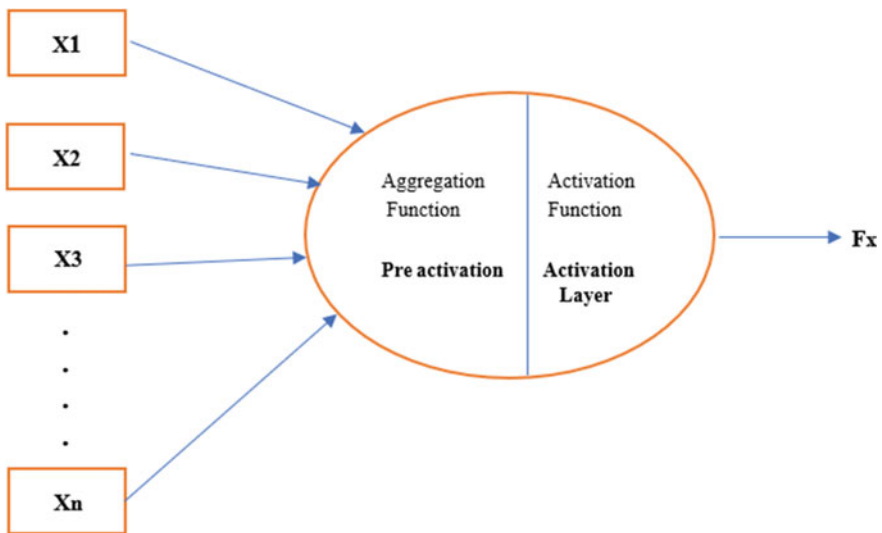 X1
X2
X3
Xn
Aggregation
Function
Pre activation
Activation
Function
Activation
Layer
Fx